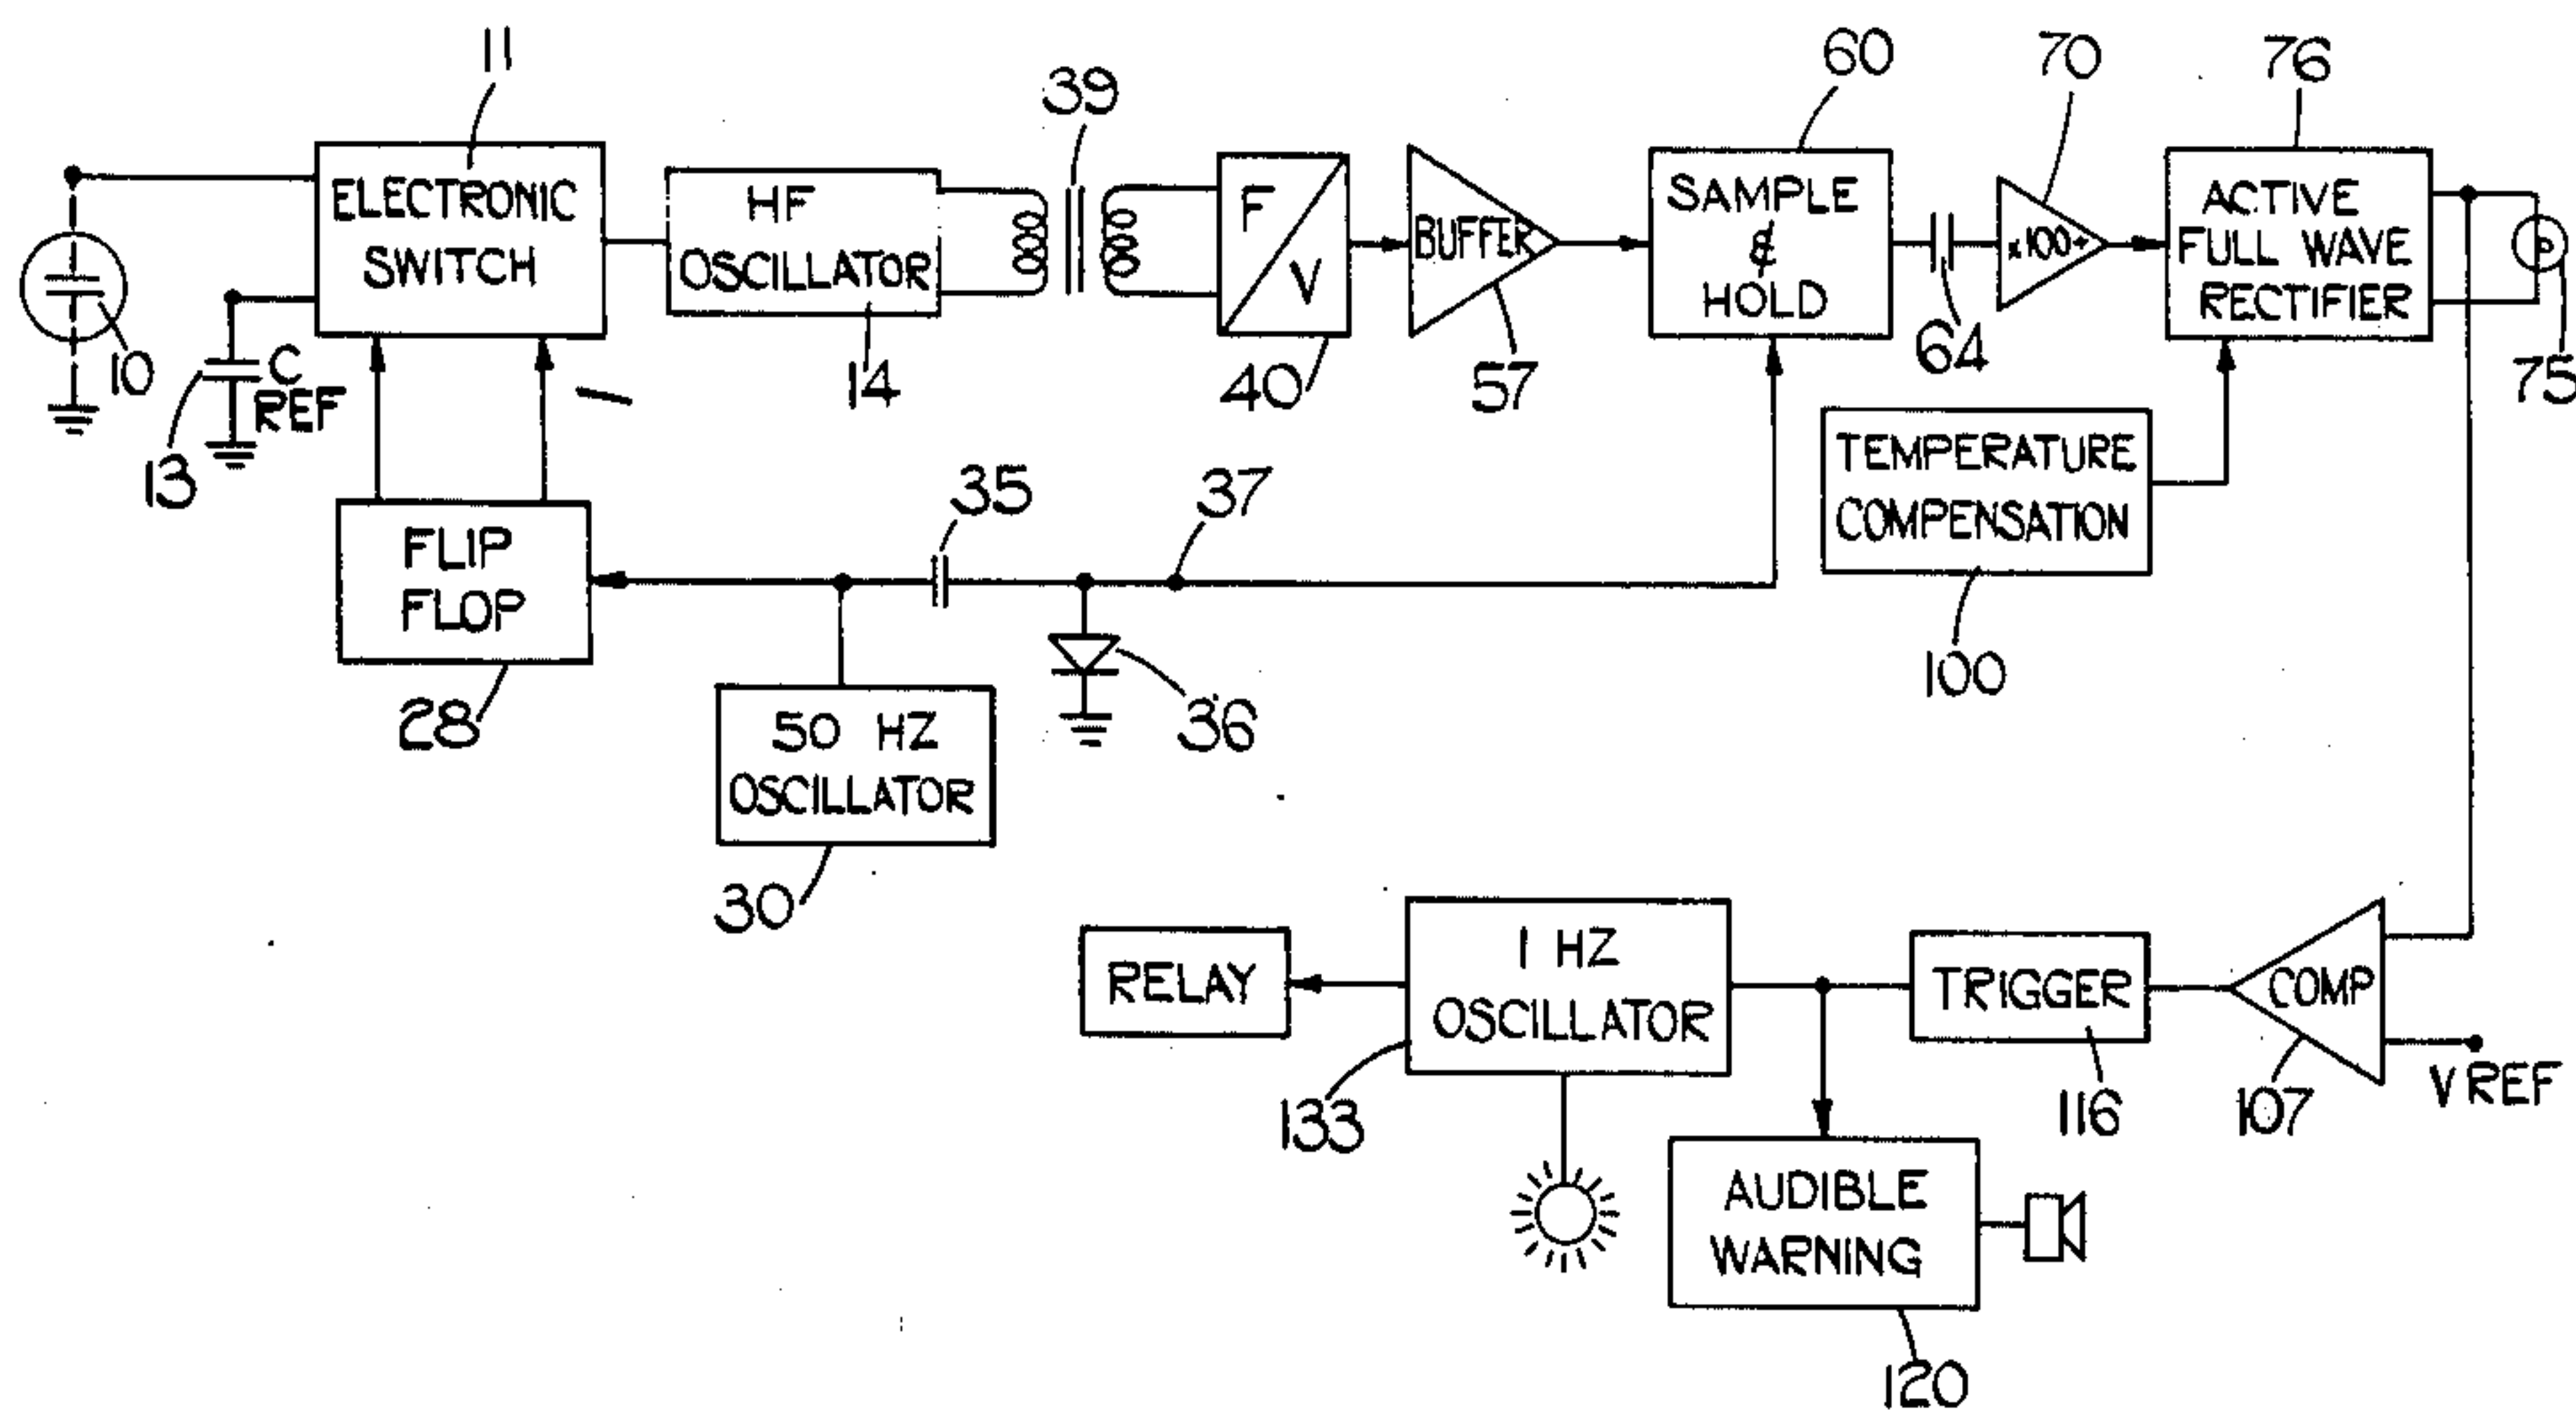 11
39
60
70
76
ELECTRONIC
SWITCH
HF
OSCILLATOR
F
V
BUFFER
SAMPLE
&
HOLD
x100+
ACTIVE
FULL WAVE
RECTIFIER
10
C
REF
13
14
40
57
64
75
TEMPERATURE
COMPENSATION
100
35
37
FLIP
FLOP
28
36
50 HZ
OSCILLATOR
30
RELAY
1 HZ
OSCILLATOR
133
TRIGGER
116
COMP
107
V REF
AUDIBLE
WARNING
120